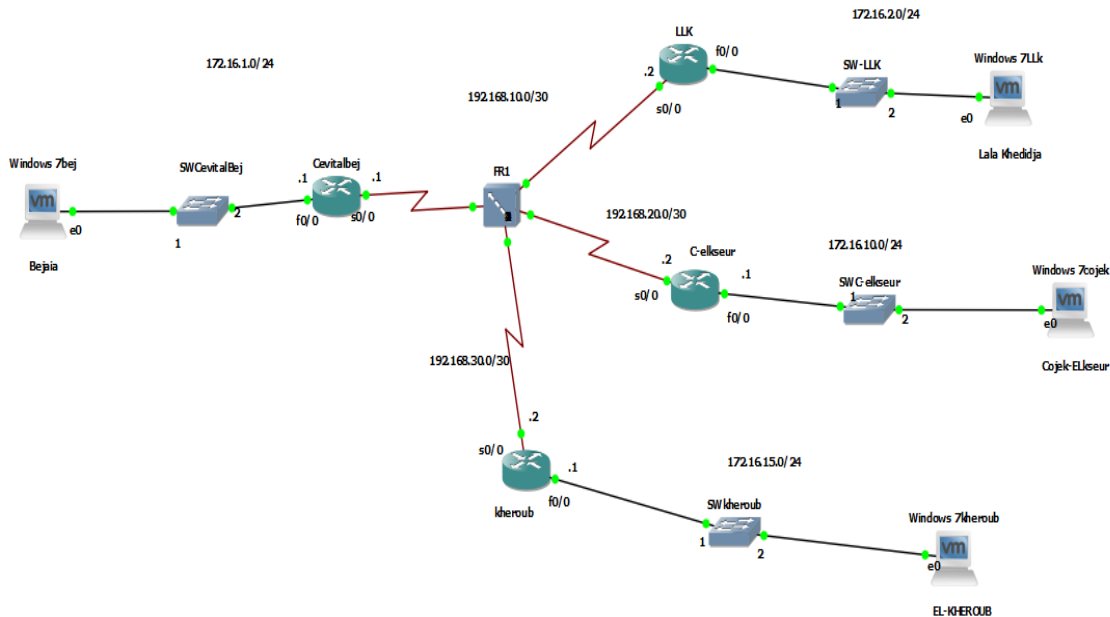 172.16.2.0/24
LLK
f0/0
SW-LLK
Windows 7Llk
172.16.1.0/24
.2
vm
192.168.10.0/30
s0/0
1
2
e0
Lala Khedidja
Windows 7bej
SWCevitalBej
Cevitalbej
FR1
.1
.1
vm
2
f0/0
s0/0
e0
1
Bejaia
192.168.20.0/30
172.16.10.0/24
.2
C-elkseur
.1
SWC-elkseur
Windows 7cojek
s0/0
1
vm
f0/0
2
e0
Cojek-ELkseur
192.168.30.0/30
.2
s0/0
.1
172.16.15.0/24
f0/0
kheroub
SWkheroub
Windows 7kheroub
1
2
vm
e0
EL-KHEROUB